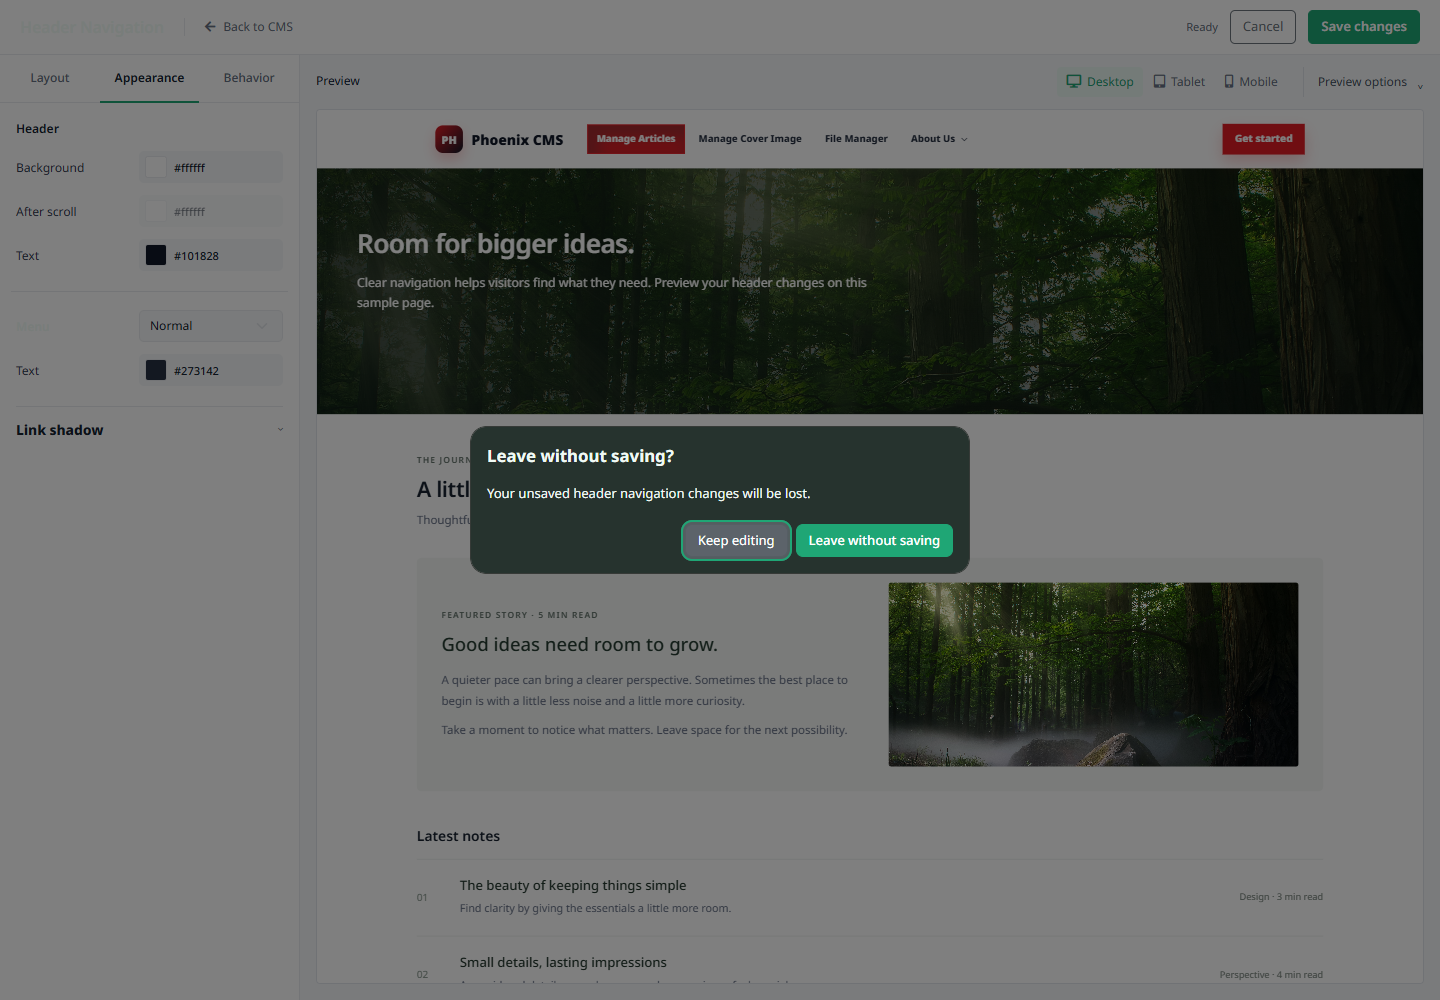 Header Navigation
Back to CMS
Ready
Cancel
Save changes
Layout
Appearance
Behavior
Header
Background
#ffffff
After scroll
#ffffff
Text
#101828
Normal
Text
#273142
Link shadow
Preview
Desktop
Tablet
Mobile
Preview options
PH
Phoenix CMS
Manage Articles
Manage Cover Image
File Manager
About Us
Get started
Room for bigger ideas.
Clear navigation helps visitors find what they need. Preview your header changes on this
sample page.
THE JOURN
A littl
Thoughtfu
Leave without saving?
Your unsaved header navigation changes will be lost.
Keep editing
Leave without saving
FEATURED STORY · 5 MIN READ
Good ideas need room to grow.
A quieter pace can bring a clearer perspective. Sometimes the best place to
begin is with a little less noise and a little more curiosity.
Take a moment to notice what matters. Leave space for the next possibility.
Latest notes
01
The beauty of keeping things simple
Find clarity by giving the essentials a little more room.
Design · 3 min read
02
Small details, lasting impressions
Perspective · 4 min read